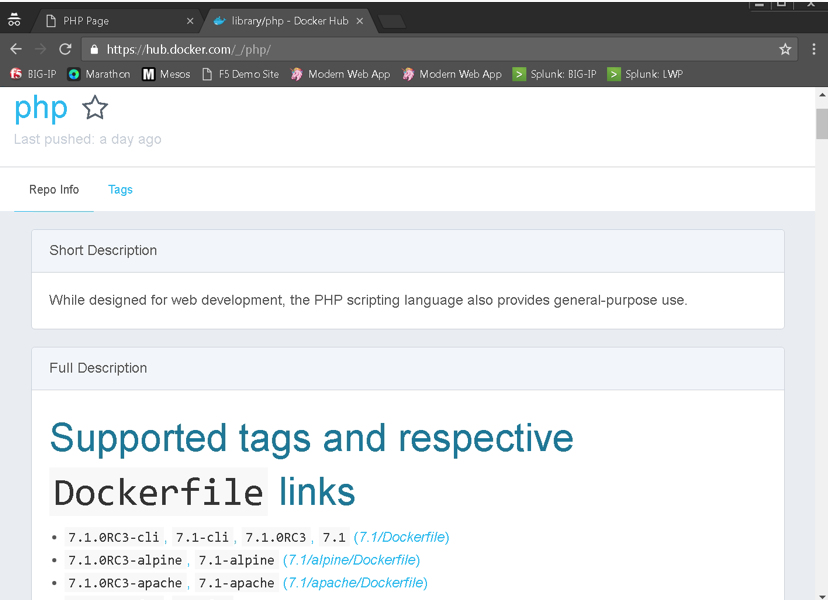 PHP Page
library/php - Docker Hub
https://hub.docker.com/_/php/
BIG-IP Marathon M Mesos F5 Demo Site Modern Web App Modern Web App Splunk: BIG-IP Splunk: LWP
php
Last pushed: a day ago
Repo Info Tags
Short Description
While designed for web development, the PHP scripting language also provides general-purpose use.
Full Description
Supported tags and respective
Dockerfile links
• 7.1.0RC3-cli, 7.1-cli, 7.1.0RC3, 7.1 (7.1/Dockerfile)
• 7.1.0RC3-alpine, 7.1-alpine (7.1/alpine/Dockerfile)
• 7.1.0RC3-apache, 7.1-apache (7.1/apache/Dockerfile)